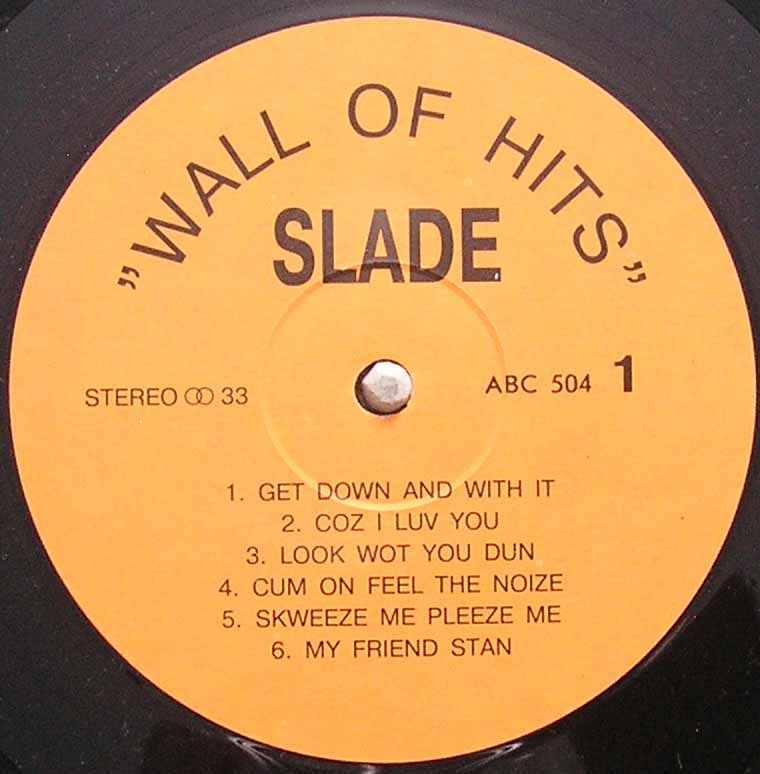 ”WALL OF HITS”
SLADE
STEREO ꝏ 33
ABC 504 1
1. GET DOWN AND WITH IT
2. COZ I LUV YOU
3. LOOK WOT YOU DUN
4. CUM ON FEEL THE NOIZE
5. SKWEEZE ME PLEEZE ME
6. MY FRIEND STAN